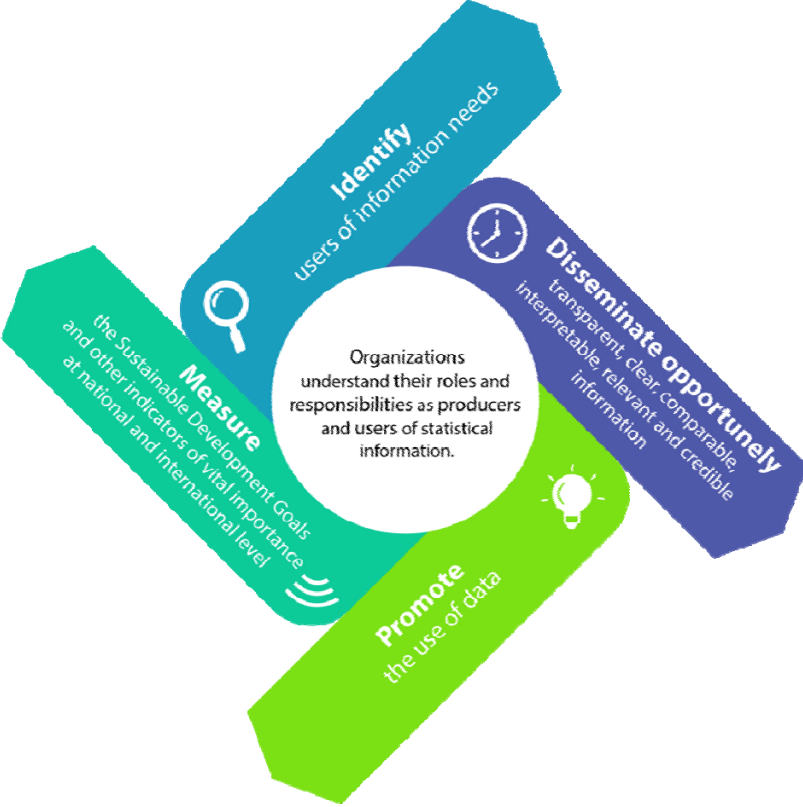 Identify
users of information needs
Disseminate opportunely
transparent, clear, comparable,
interpretable, relevant and credible
information
Organizations
understand their roles and
responsibilities as producers
and users of statistical
information.
Measure
the Sustainable Development Goals
and other indicators of vital importance
at national and international level
Promote
the use of data